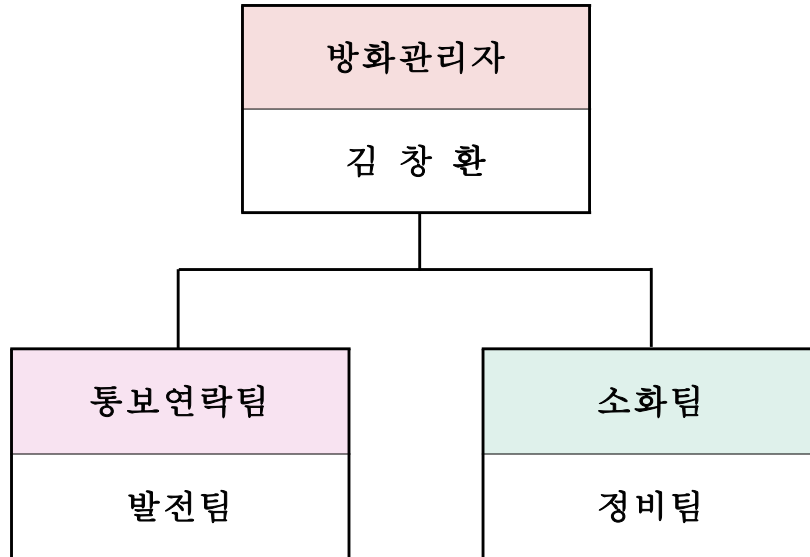 방화관리자
김 창 환
통보연락팀
소화팀
발전팀
정비팀